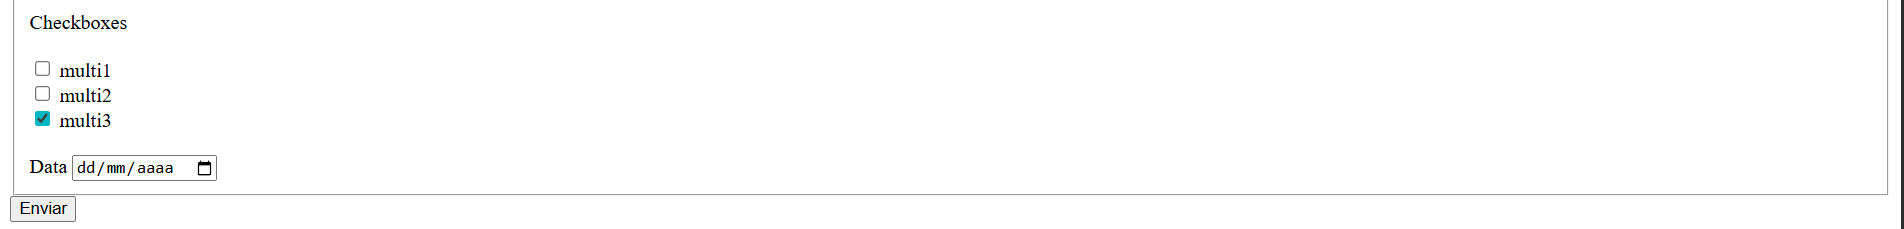 Checkboxes
multi1
multi2
multi3
Data dd/mm/aaaa
Enviar